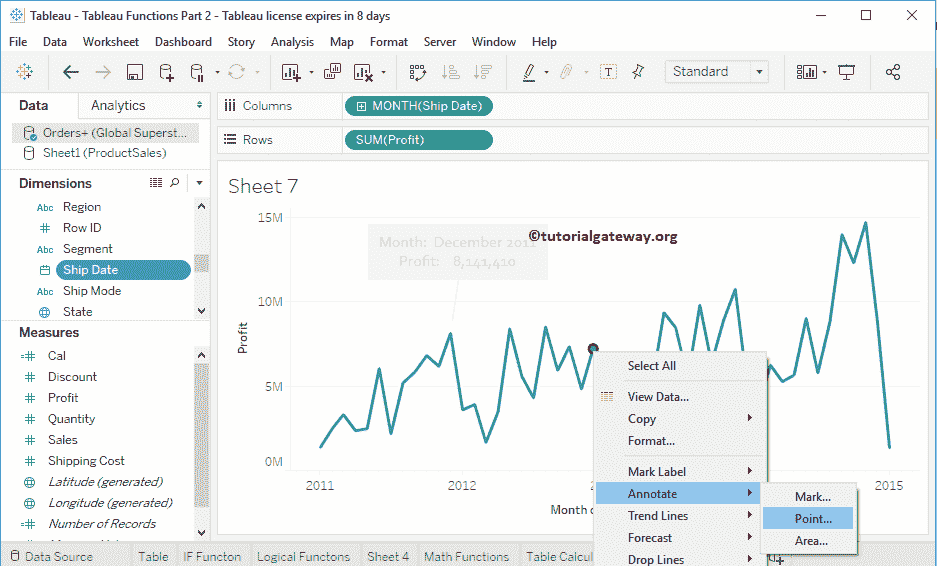 Tableau - Tableau Functions Part 2 - Tableau license expires in 8 days
File Data Worksheet Dashboard Story Analysis Map Format Server Window Help
Standard
Data Analytics
Columns MONTH(Ship Date)
Orders+ (Global Superst...
Sheet1 (ProductSales)
Rows SUM(Profit)
Dimensions
Abc Region
Row ID
Abc Segment
Ship Date
Abc Ship Mode
State
Measures
Cal
Discount
Profit
Quantity
Sales
Shipping Cost
Latitude (generated)
Longitude (generated)
Number of Records
Sheet 7
15M
10M
5M
0M
Profit
Month: December 2011
Profit: 8,141,410
©tutorialgateway.org
2011 2012 2015
Month
Select All
View Data...
Copy
Format...
Mark Label
Annotate
Trend Lines
Forecast
Drop Lines
Mark...
Point...
Area...
Data Source Table IF Functon Logical Functons Sheet 4 Math Functions Table Calcul